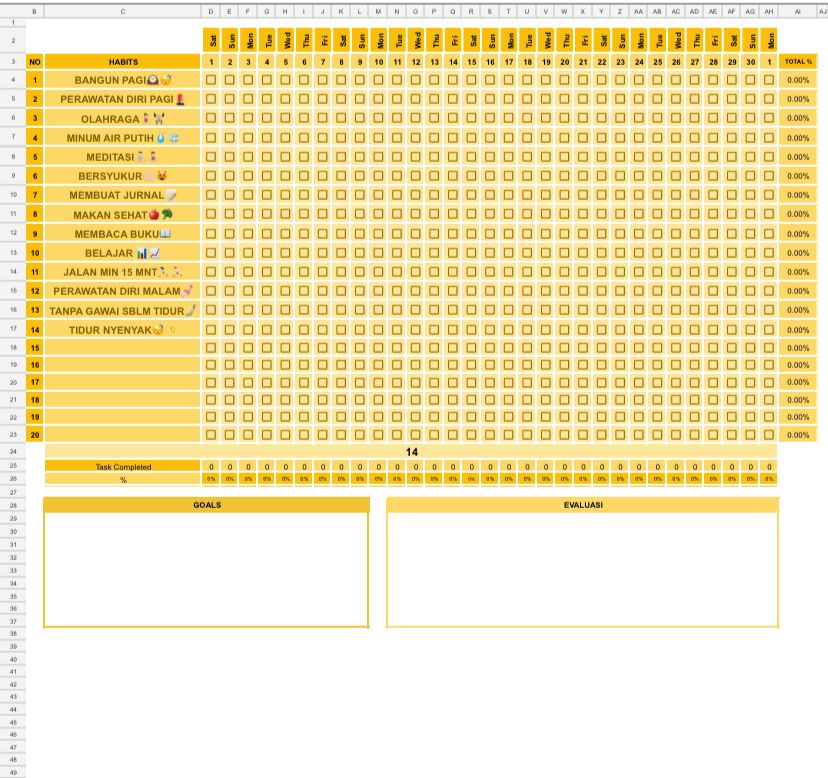 B C D E F G H I J K L M N O P Q R S T U V W X Y Z AA AB AC AD AE AF AG AH AI AJ
1
2 Sat Sun Mon Tue Wed Thu Fri Sat Sun Mon Tue Wed Thu Fri Sat Sun Mon Tue Wed Thu Fri Sat Sun Mon Tue Wed Thu Fri Sat Sun Mon
3 NO HABITS 1 2 3 4 5 6 7 8 9 10 11 12 13 14 15 16 17 18 19 20 21 22 23 24 25 26 27 28 29 30 1 TOTAL %
4 1 BANGUN PAGI 0.00%
5 2 PERAWATAN DIRI PAGI 0.00%
6 3 OLAHRAGA 0.00%
7 4 MINUM AIR PUTIH 0.00%
8 5 MEDITASI 0.00%
9 6 BERSYUKUR 0.00%
10 7 MEMBUAT JURNAL 0.00%
11 8 MAKAN SEHAT 0.00%
12 9 MEMBACA BUKU 0.00%
13 10 BELAJAR 0.00%
14 11 JALAN MIN 15 MNT 0.00%
15 12 PERAWATAN DIRI MALAM 0.00%
16 13 TANPA GAWAI SBLM TIDUR 0.00%
17 14 TIDUR NYENYAK 0.00%
18 15 0.00%
19 16 0.00%
20 17 0.00%
21 18 0.00%
22 19 0.00%
23 20 0.00%
24 14
25 Task Completed 0 0 0 0 0 0 0 0 0 0 0 0 0 0 0 0 0 0 0 0 0 0 0 0 0 0 0 0 0 0 0
26 % 0% 0% 0% 0% 0% 0% 0% 0% 0% 0% 0% 0% 0% 0% 0% 0% 0% 0% 0% 0% 0% 0% 0% 0% 0% 0% 0% 0% 0% 0% 0%
27
28 GOALS EVALUASI
29
30
31
32
33
34
35
36
37
38
39
40
41
42
43
44
45
46
47
48
49